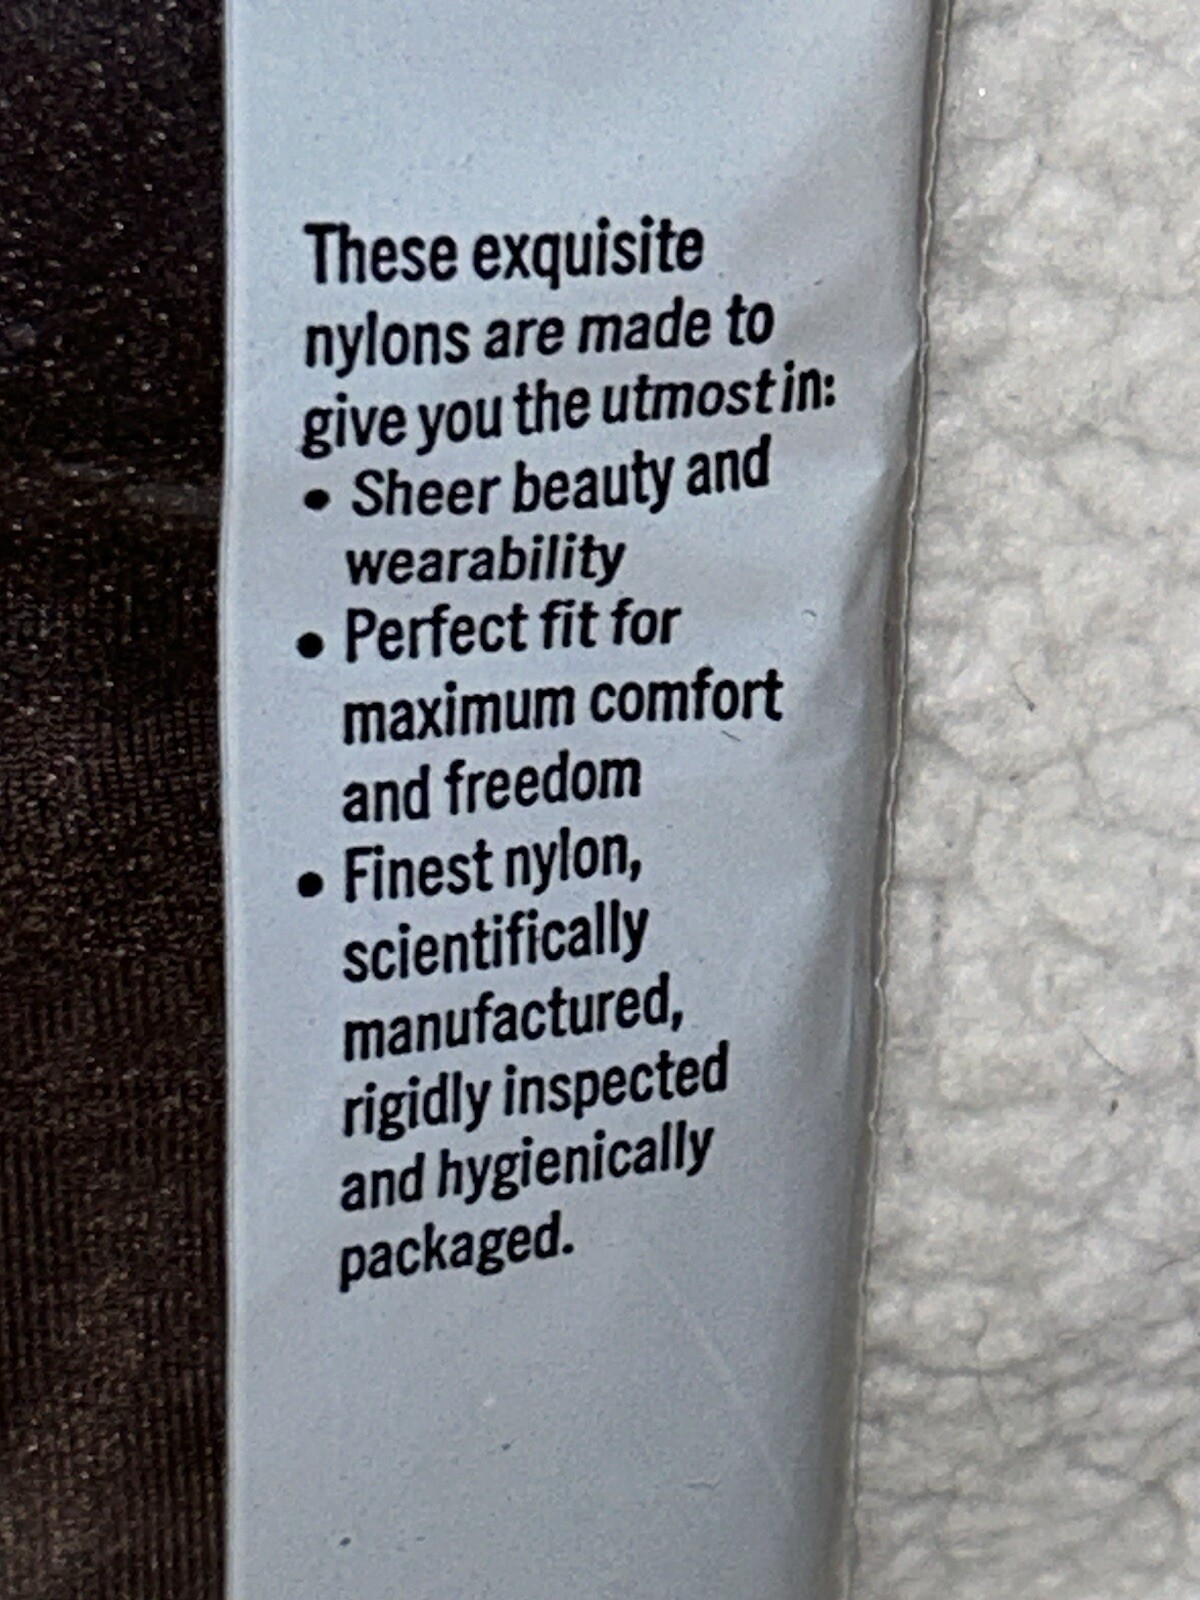 These exquisite
nylons are made to
give you the utmost in:
• Sheer beauty and
wearability
• Perfect fit for
maximum comfort
and freedom
• Finest nylon,
scientifically
manufactured,
rigidly inspected
and hygienically
packaged.